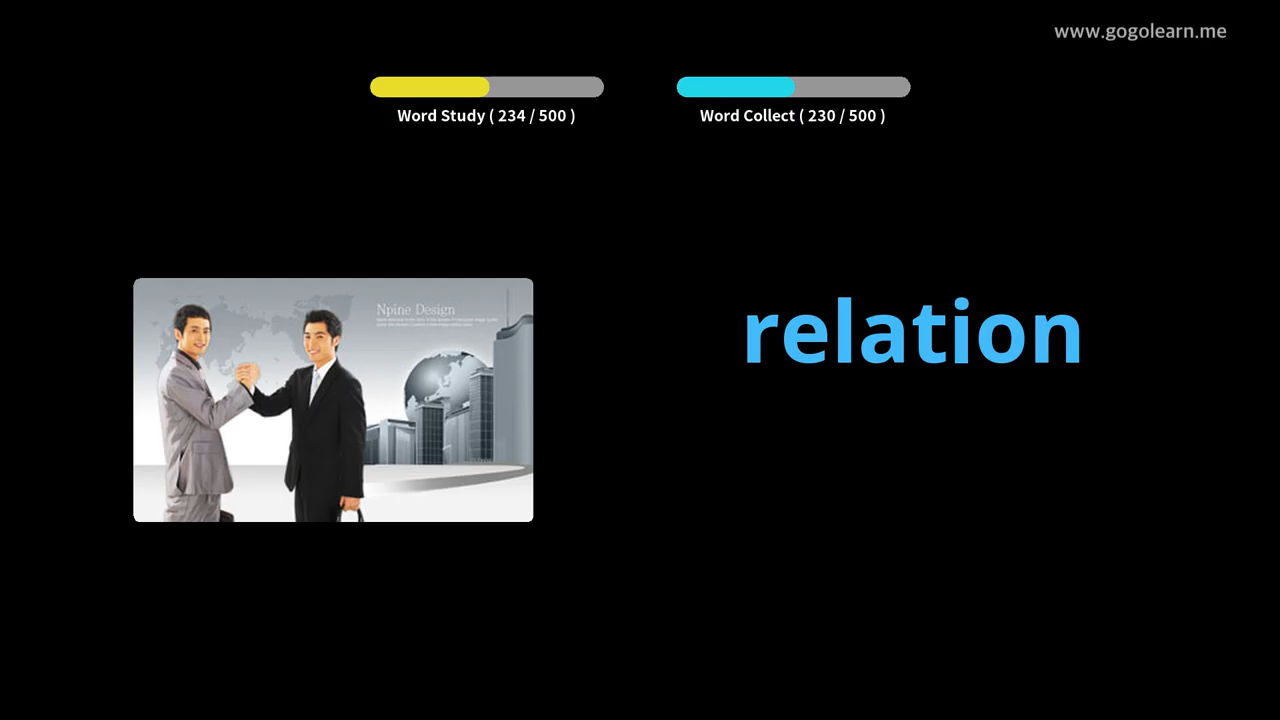 www.gogolearn.me
Word Study ( 234 / 500 )
Word Collect ( 230 / 500 )
Npine Design
relation